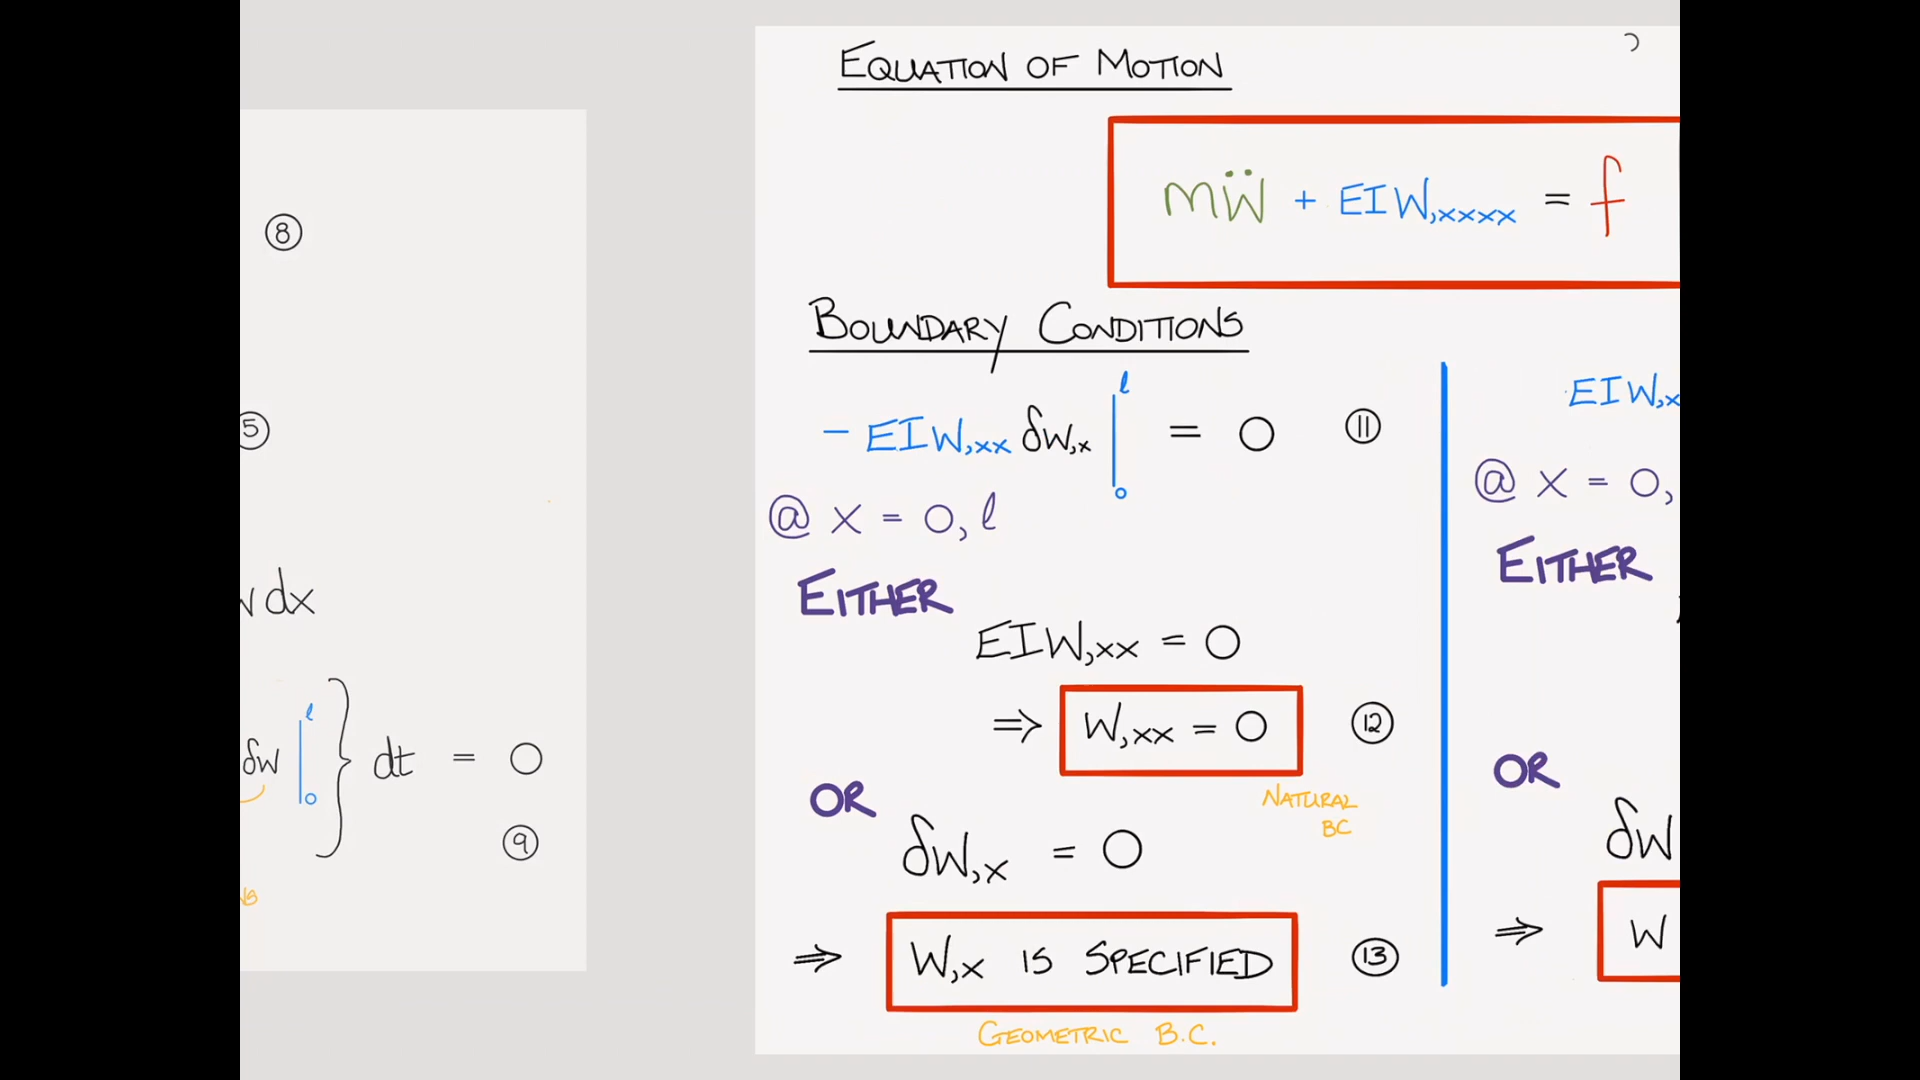 ⑧
⑤
dx
δw |₀ˡ } dt = 0
⑨
EQUATION OF MOTION
mẅ + EIw,xxxx = f
BOUNDARY CONDITIONS
- EIw,xx δw,x |₀ˡ = 0 ⑪
@ x = 0, l
EITHER
EIw,xx = 0
⇒ w,xx = 0 ⑫
NATURAL
BC
OR
δw,x = 0
⇒ w,x IS SPECIFIED ⑬
GEOMETRIC B.C.
EIw,x
@ x = 0,
EITHER
OR
δw
⇒ w